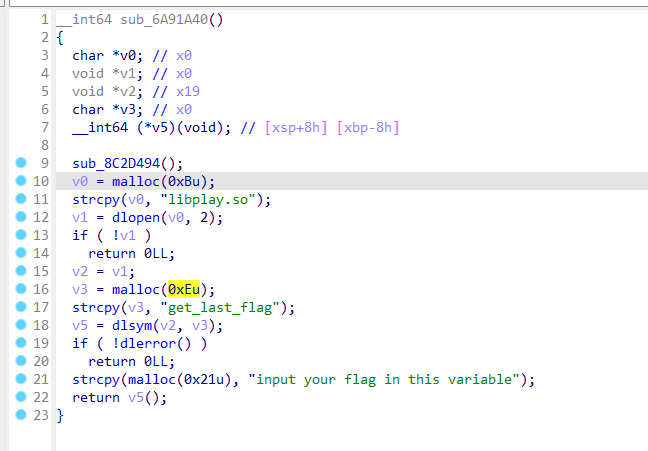 1 __int64 sub_6A91A40()
2 {
3 char *v0; // x0
4 void *v1; // x0
5 void *v2; // x19
6 char *v3; // x0
7 __int64 (*v5)(void); // [xsp+8h] [xbp-8h]
8
9 sub_8C2D494();
10 v0 = malloc(0xBu);
11 strcpy(v0, "libplay.so");
12 v1 = dlopen(v0, 2);
13 if ( !v1 )
14 return 0LL;
15 v2 = v1;
16 v3 = malloc(0xEu);
17 strcpy(v3, "get_last_flag");
18 v5 = dlsym(v2, v3);
19 if ( !dlerror() )
20 return 0LL;
21 strcpy(malloc(0x21u), "input your flag in this variable");
22 return v5();
23 }